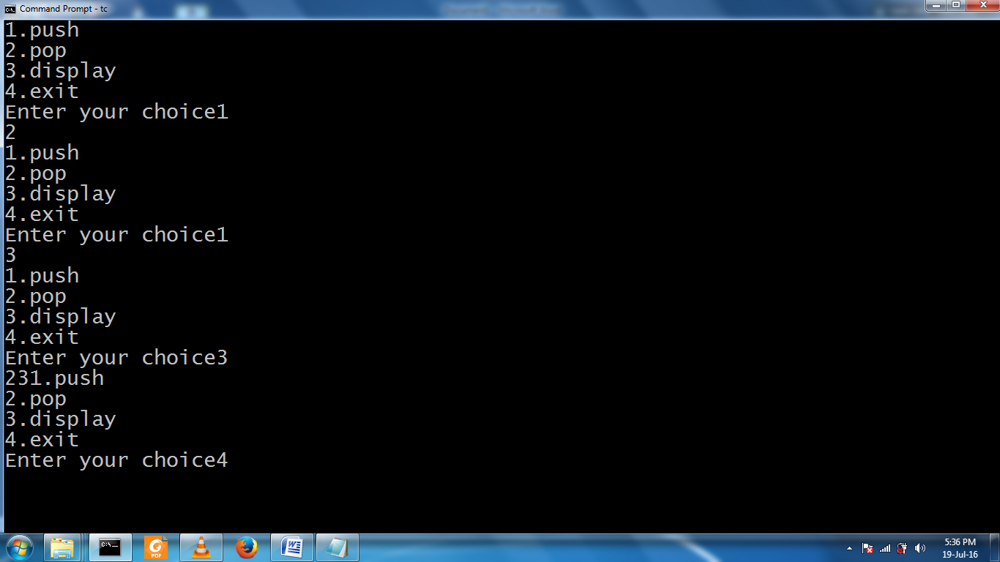 Command Prompt - tc
1.push
2.pop
3.display
4.exit
Enter your choice1
2
1.push
2.pop
3.display
4.exit
Enter your choice1
3
1.push
2.pop
3.display
4.exit
Enter your choice3
231.push
2.pop
3.display
4.exit
Enter your choice4
PDF
5:36 PM
19-Jul-16